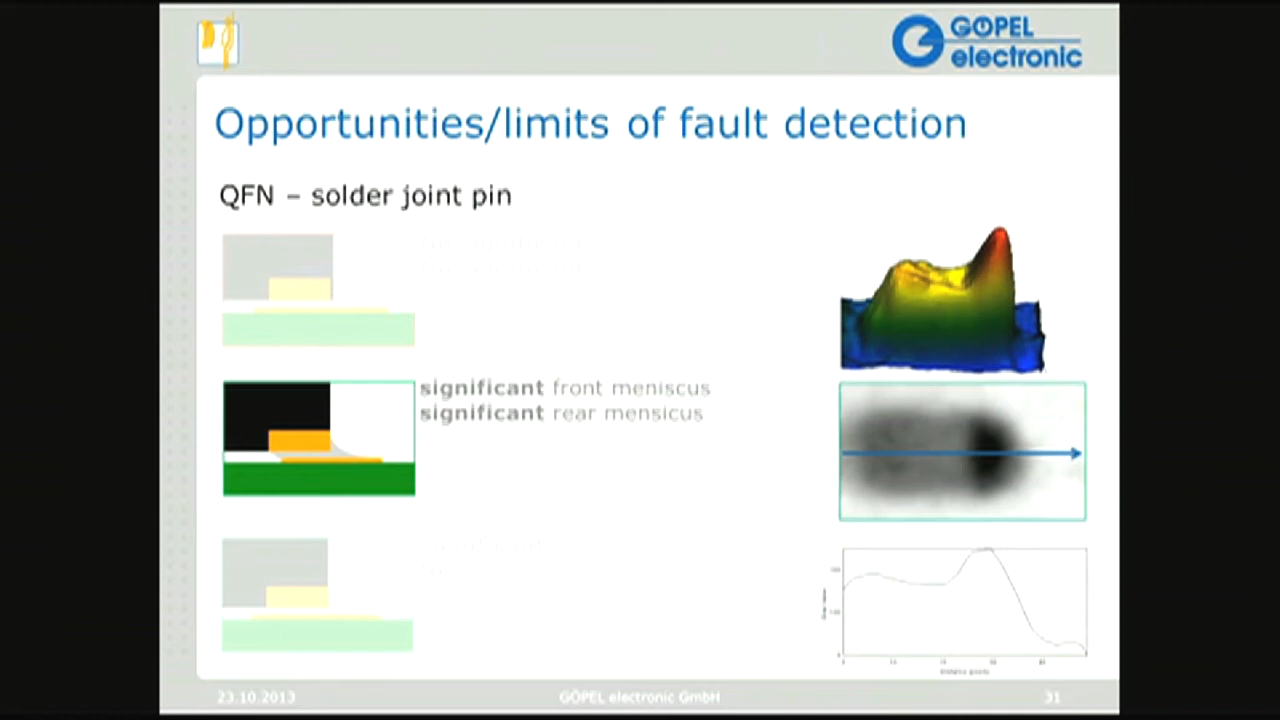 GÖPEL
electronic
Opportunities/limits of fault detection
QFN – solder joint pin
significant front meniscus
significant rear mensicus
23.10.2013
GÖPEL electronic GmbH
31